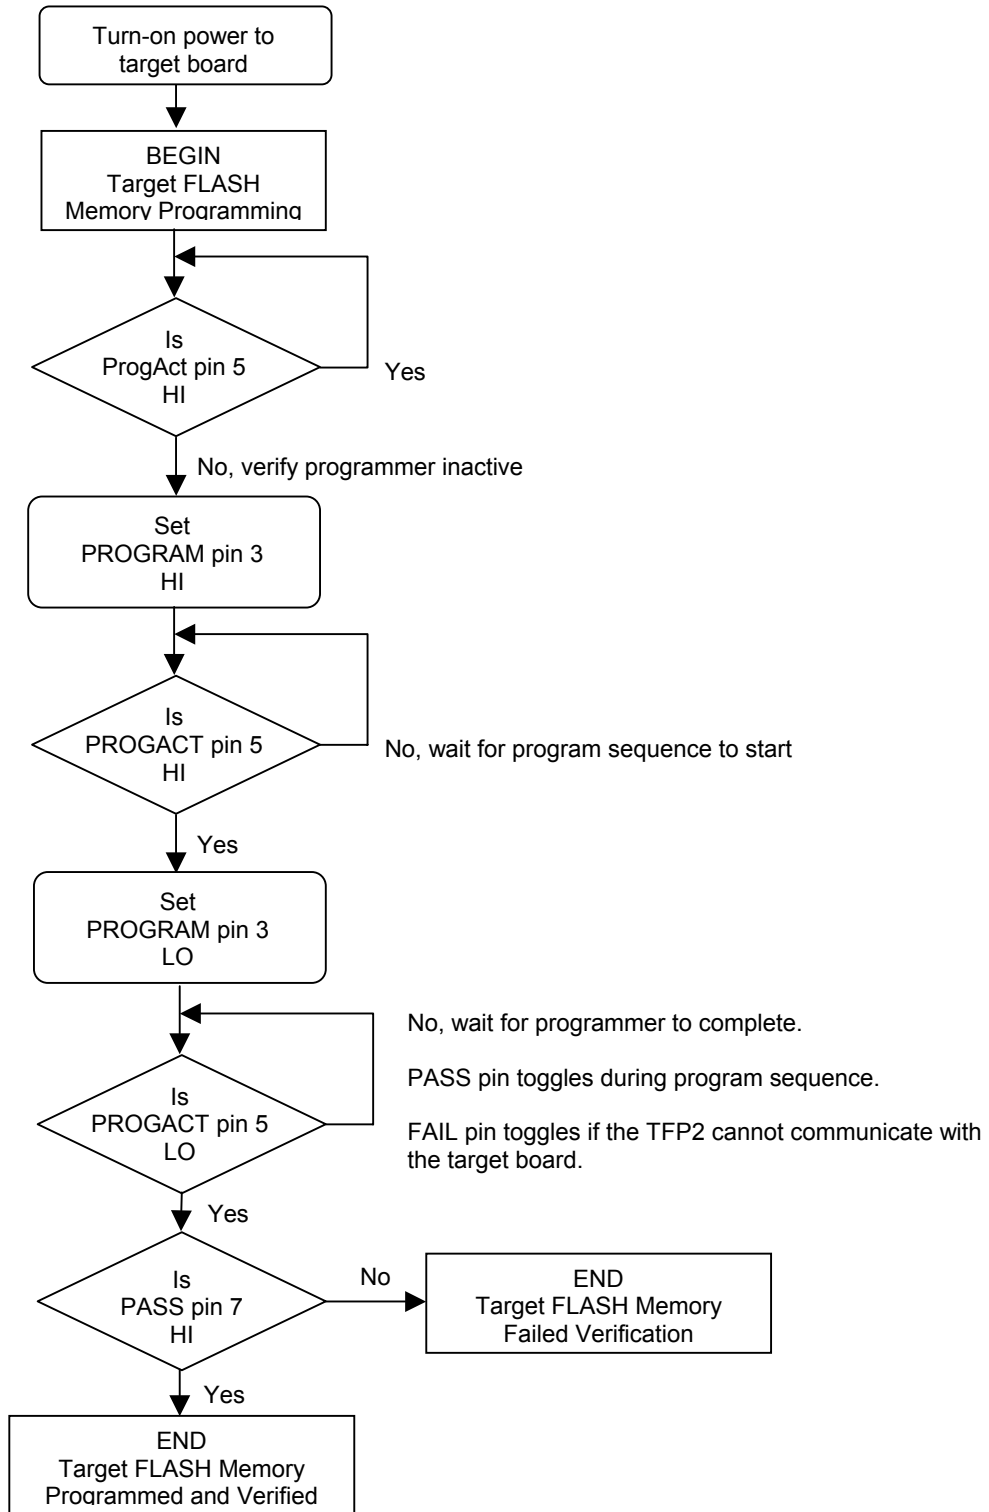 Turn-on power to
target board
BEGIN
Target FLASH
Memory Programming
Is
ProgAct pin 5
HI
Yes
No, verify programmer inactive
Set
PROGRAM pin 3
HI
Is
PROGACT pin 5
HI
No, wait for program sequence to start
Yes
Set
PROGRAM pin 3
LO
Is
PROGACT pin 5
LO
No, wait for programmer to complete.
PASS pin toggles during program sequence.
FAIL pin toggles if the TFP2 cannot communicate with
the target board.
Yes
Is
PASS pin 7
HI
No
END
Target FLASH Memory
Failed Verification
Yes
END
Target FLASH Memory
Programmed and Verified